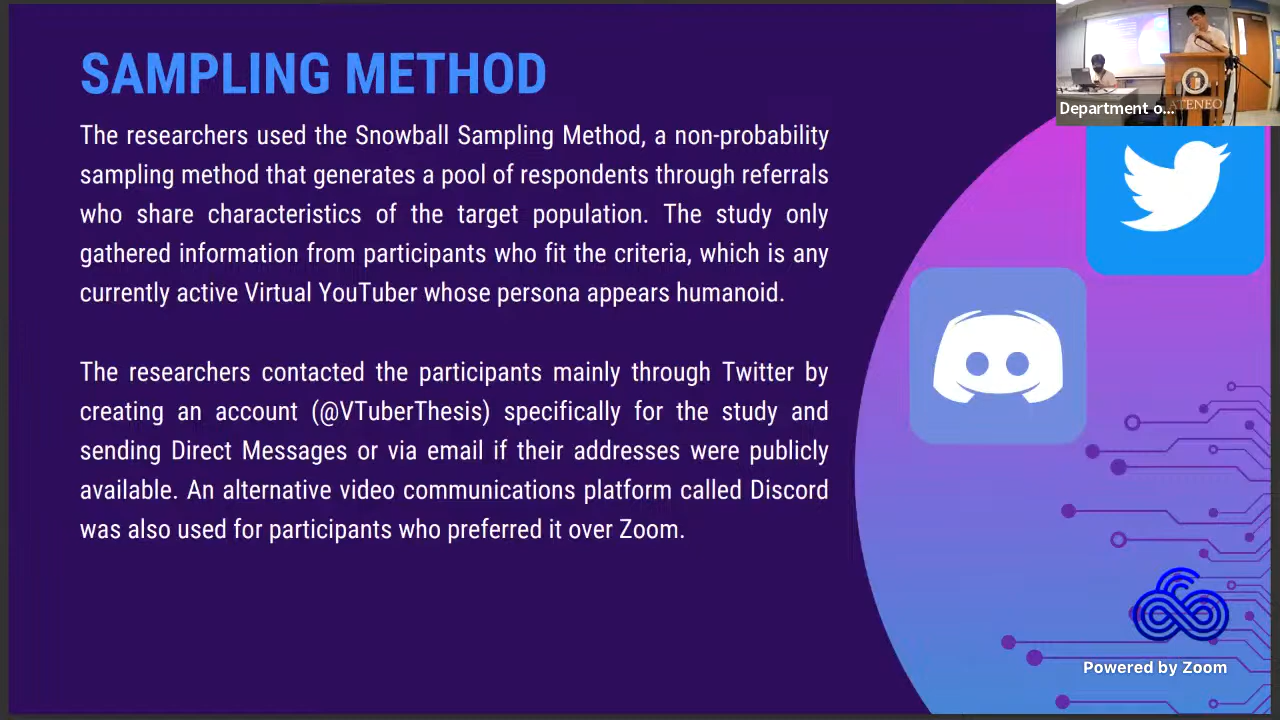 SAMPLING METHOD
The researchers used the Snowball Sampling Method, a non-probability
sampling method that generates a pool of respondents through referrals
who share characteristics of the target population. The study only
gathered information from participants who fit the criteria, which is any
currently active Virtual YouTuber whose persona appears humanoid.
The researchers contacted the participants mainly through Twitter by
creating an account (@VTuberThesis) specifically for the study and
sending Direct Messages or via email if their addresses were publicly
available. An alternative video communications platform called Discord
was also used for participants who preferred it over Zoom.
Department o...
ATENEO
Powered by Zoom